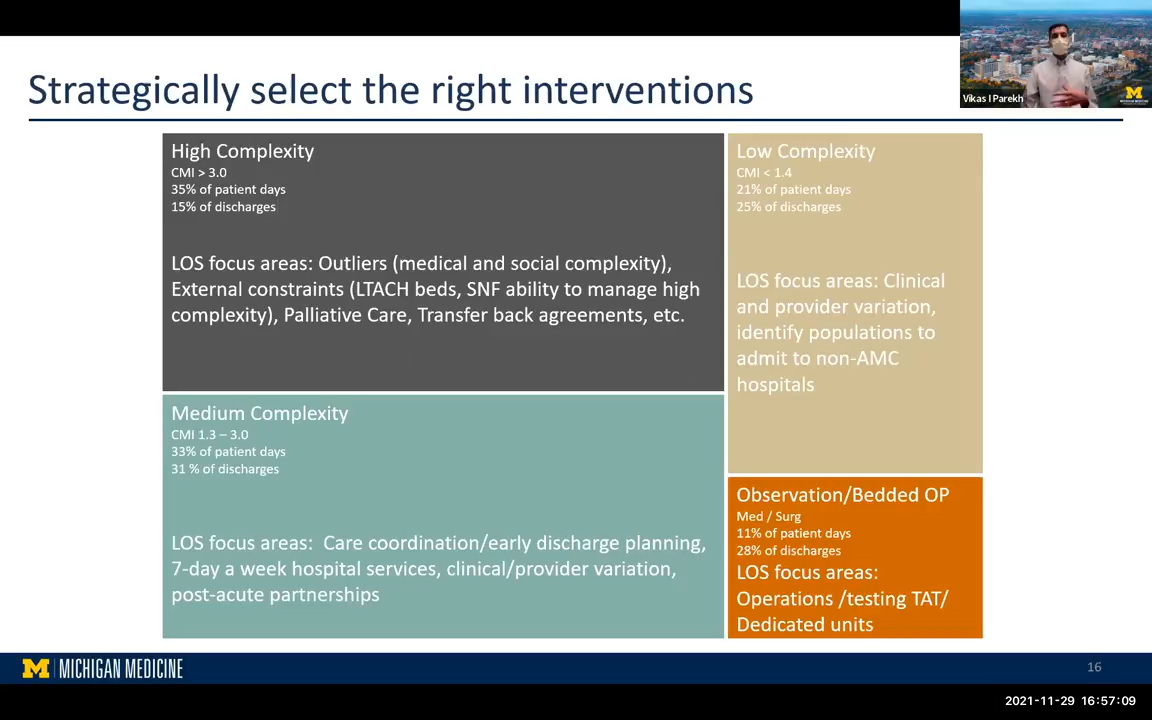 Strategically select the right interventions
Vikas I Parekh
High Complexity
CMI > 3.0
35% of patient days
15% of discharges
LOS focus areas: Outliers (medical and social complexity),
External constraints (LTACH beds, SNF ability to manage high
complexity), Palliative Care, Transfer back agreements, etc.
Low Complexity
CMI < 1.4
21% of patient days
25% of discharges
LOS focus areas: Clinical
and provider variation,
identify populations to
admit to non-AMC
hospitals
Medium Complexity
CMI 1.3 – 3.0
33% of patient days
31 % of discharges
LOS focus areas:  Care coordination/early discharge planning,
7-day a week hospital services, clinical/provider variation,
post-acute partnerships
Observation/Bedded OP
Med / Surg
11% of patient days
28% of discharges
LOS focus areas:
Operations /testing TAT/
Dedicated units
M MICHIGAN MEDICINE
16
2021-11-29 16:57:09